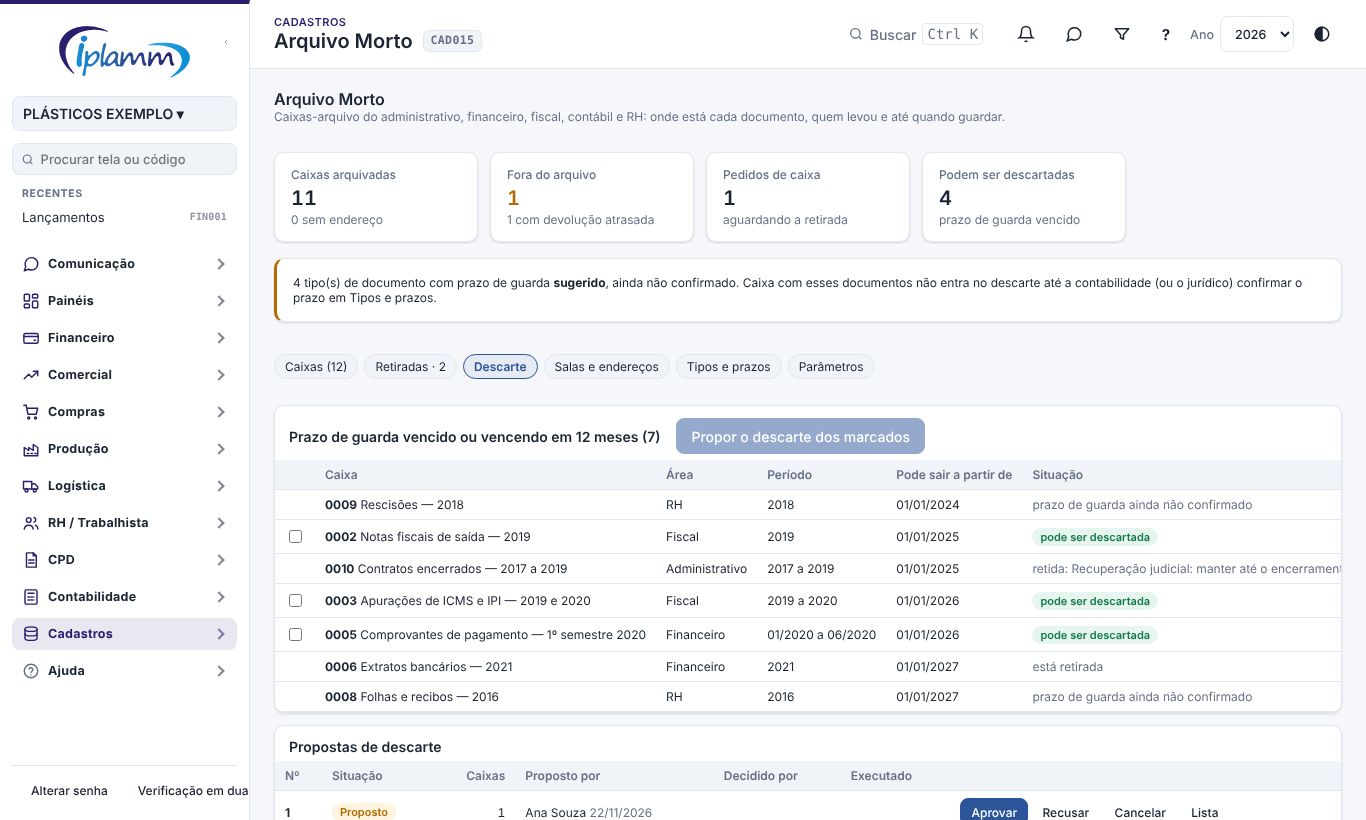 iplamm
PLÁSTICOS EXEMPLO ▾
Procurar tela ou código
RECENTES
Lançamentos FIN001
Comunicação
Painéis
Financeiro
Comercial
Compras
Produção
Logística
RH / Trabalhista
CPD
Contabilidade
Cadastros
Ajuda
Alterar senha Verificação em dua
CADASTROS
Arquivo Morto CAD015
Buscar Ctrl K ? Ano 2026
Arquivo Morto
Caixas-arquivo do administrativo, financeiro, fiscal, contábil e RH: onde está cada documento, quem levou e até quando guardar.
Caixas arquivadas
11
0 sem endereço
Fora do arquivo
1
1 com devolução atrasada
Pedidos de caixa
1
aguardando a retirada
Podem ser descartadas
4
prazo de guarda vencido
4 tipo(s) de documento com prazo de guarda sugerido, ainda não confirmado. Caixa com esses documentos não entra no descarte até a contabilidade (ou o jurídico) confirmar o
prazo em Tipos e prazos.
Caixas (12) Retiradas · 2 Descarte Salas e endereços Tipos e prazos Parâmetros
Prazo de guarda vencido ou vencendo em 12 meses (7) Propor o descarte dos marcados
Caixa Área Período Pode sair a partir de Situação
0009 Rescisões — 2018 RH 2018 01/01/2024 prazo de guarda ainda não confirmado
0002 Notas fiscais de saída — 2019 Fiscal 2019 01/01/2025 pode ser descartada
0010 Contratos encerrados — 2017 a 2019 Administrativo 2017 a 2019 01/01/2025 retida: Recuperação judicial: manter até o encerrament
0003 Apurações de ICMS e IPI — 2019 e 2020 Fiscal 2019 a 2020 01/01/2026 pode ser descartada
0005 Comprovantes de pagamento — 1º semestre 2020 Financeiro 01/2020 a 06/2020 01/01/2026 pode ser descartada
0006 Extratos bancários — 2021 Financeiro 2021 01/01/2027 está retirada
0008 Folhas e recibos — 2016 RH 2016 01/01/2027 prazo de guarda ainda não confirmado
Propostas de descarte
Nº Situação Caixas Proposto por Decidido por Executado
1 Proposto 1 Ana Souza 22/11/2026 Aprovar Recusar Cancelar Lista